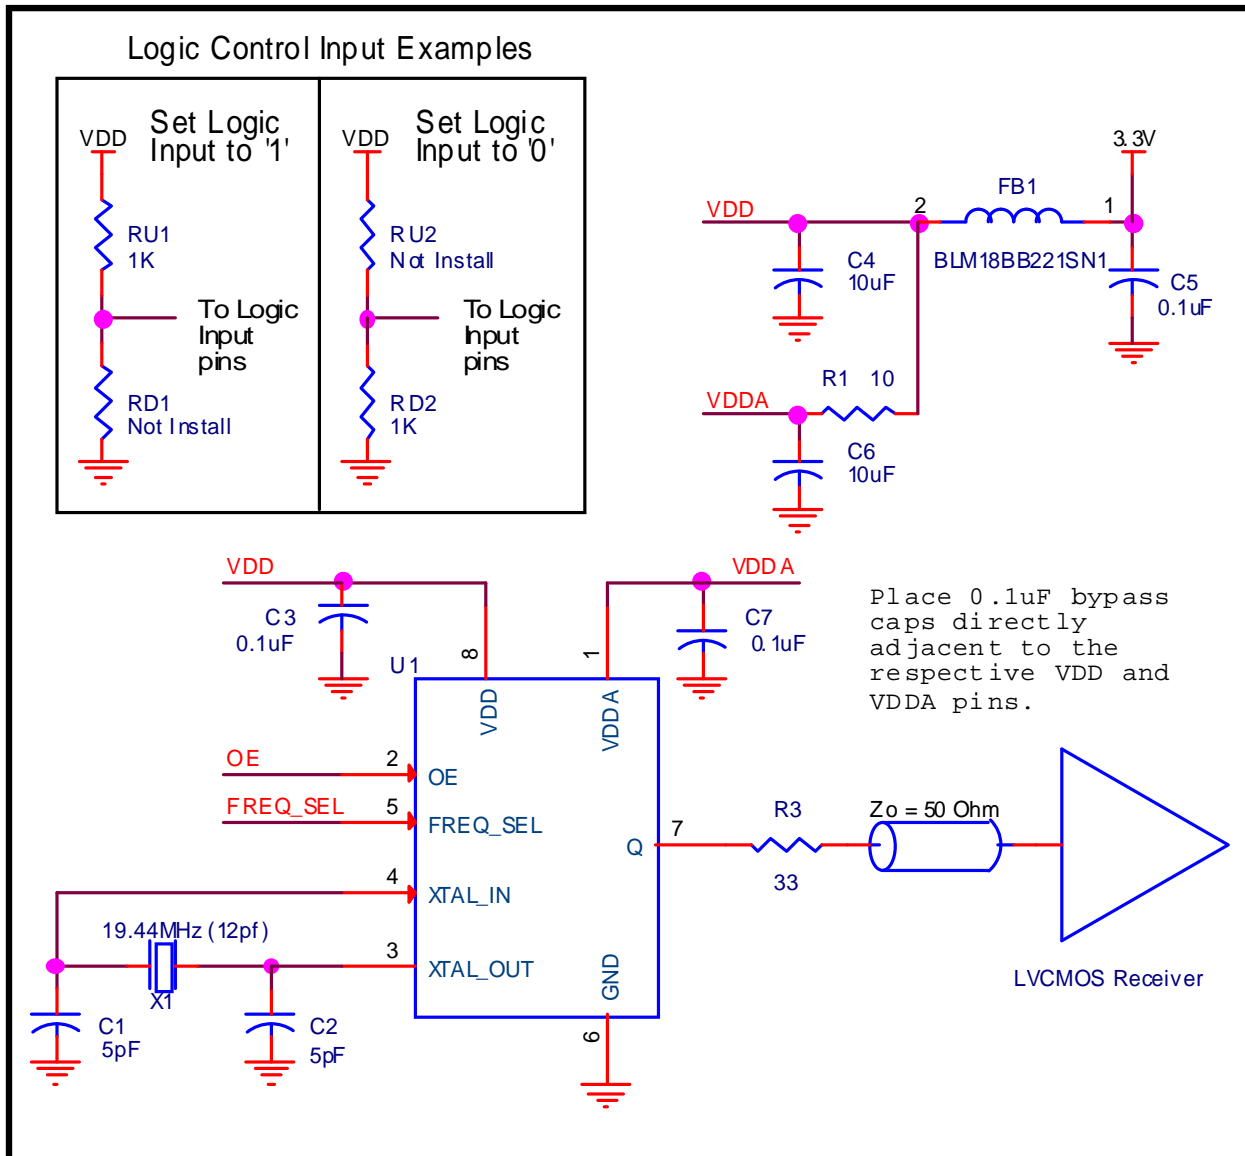 Logic Control Input Examples
Set Logic
Input to '1'
VDD
RU1
1K
To Logic
Input
pins
RD1
Not Install
Set Logic
Input to '0'
VDD
RU2
Not Install
To Logic
Input
pins
RD2
1K
3.3V
VDD
2
FB1
1
BLM18BB221SN1
C4
10uF
C5
0.1uF
R1 10
VDDA
C6
10uF
VDD
C3
0.1uF
VDDA
C7
0.1uF
Place 0.1uF bypass
caps directly
adjacent to the
respective VDD and
VDDA pins.
U1
8
1
VDD
VDDA
OE
2
OE
FREQ_SEL
5
FREQ_SEL
4
XTAL_IN
3
XTAL_OUT
Q
7
GND
6
R3
33
Zo = 50 Ohm
LVCMOS Receiver
19.44MHz (12pf)
X1
C1
5pF
C2
5pF